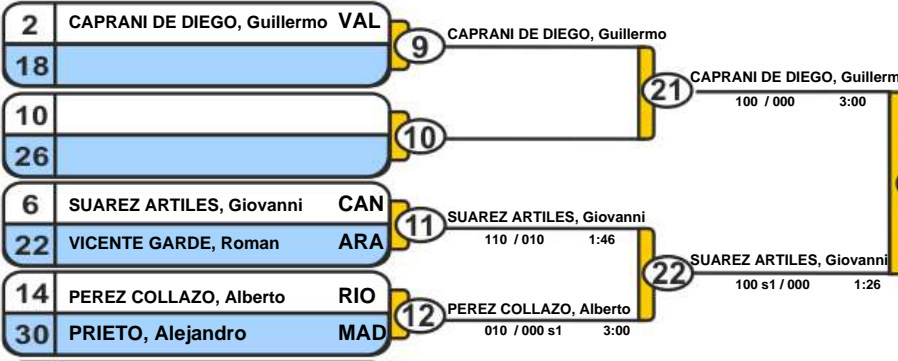 2 CAPRANI DE DIEGO, Guillermo VAL
18
9
CAPRANI DE DIEGO, Guillermo
10
26
10
21
CAPRANI DE DIEGO, Guillerm
100 / 000 3:00
6 SUAREZ ARTILES, Giovanni CAN
22 VICENTE GARDE, Roman ARA
11
SUAREZ ARTILES, Giovanni
110 / 010 1:46
14 PEREZ COLLAZO, Alberto RIO
30 PRIETO, Alejandro MAD
12
PEREZ COLLAZO, Alberto
010 / 000 s1 3:00
22
SUAREZ ARTILES, Giovanni
100 s1 / 000 1:26